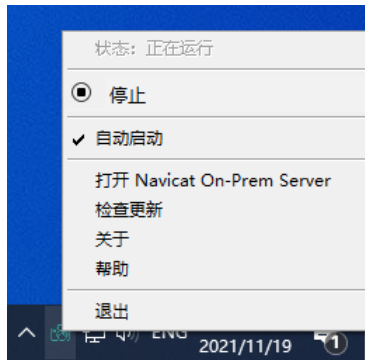 状态: 正在运行
停止
自动启动
打开 Navicat On-Prem Server
检查更新
关于
帮助
退出
ENG
2021/11/19
1